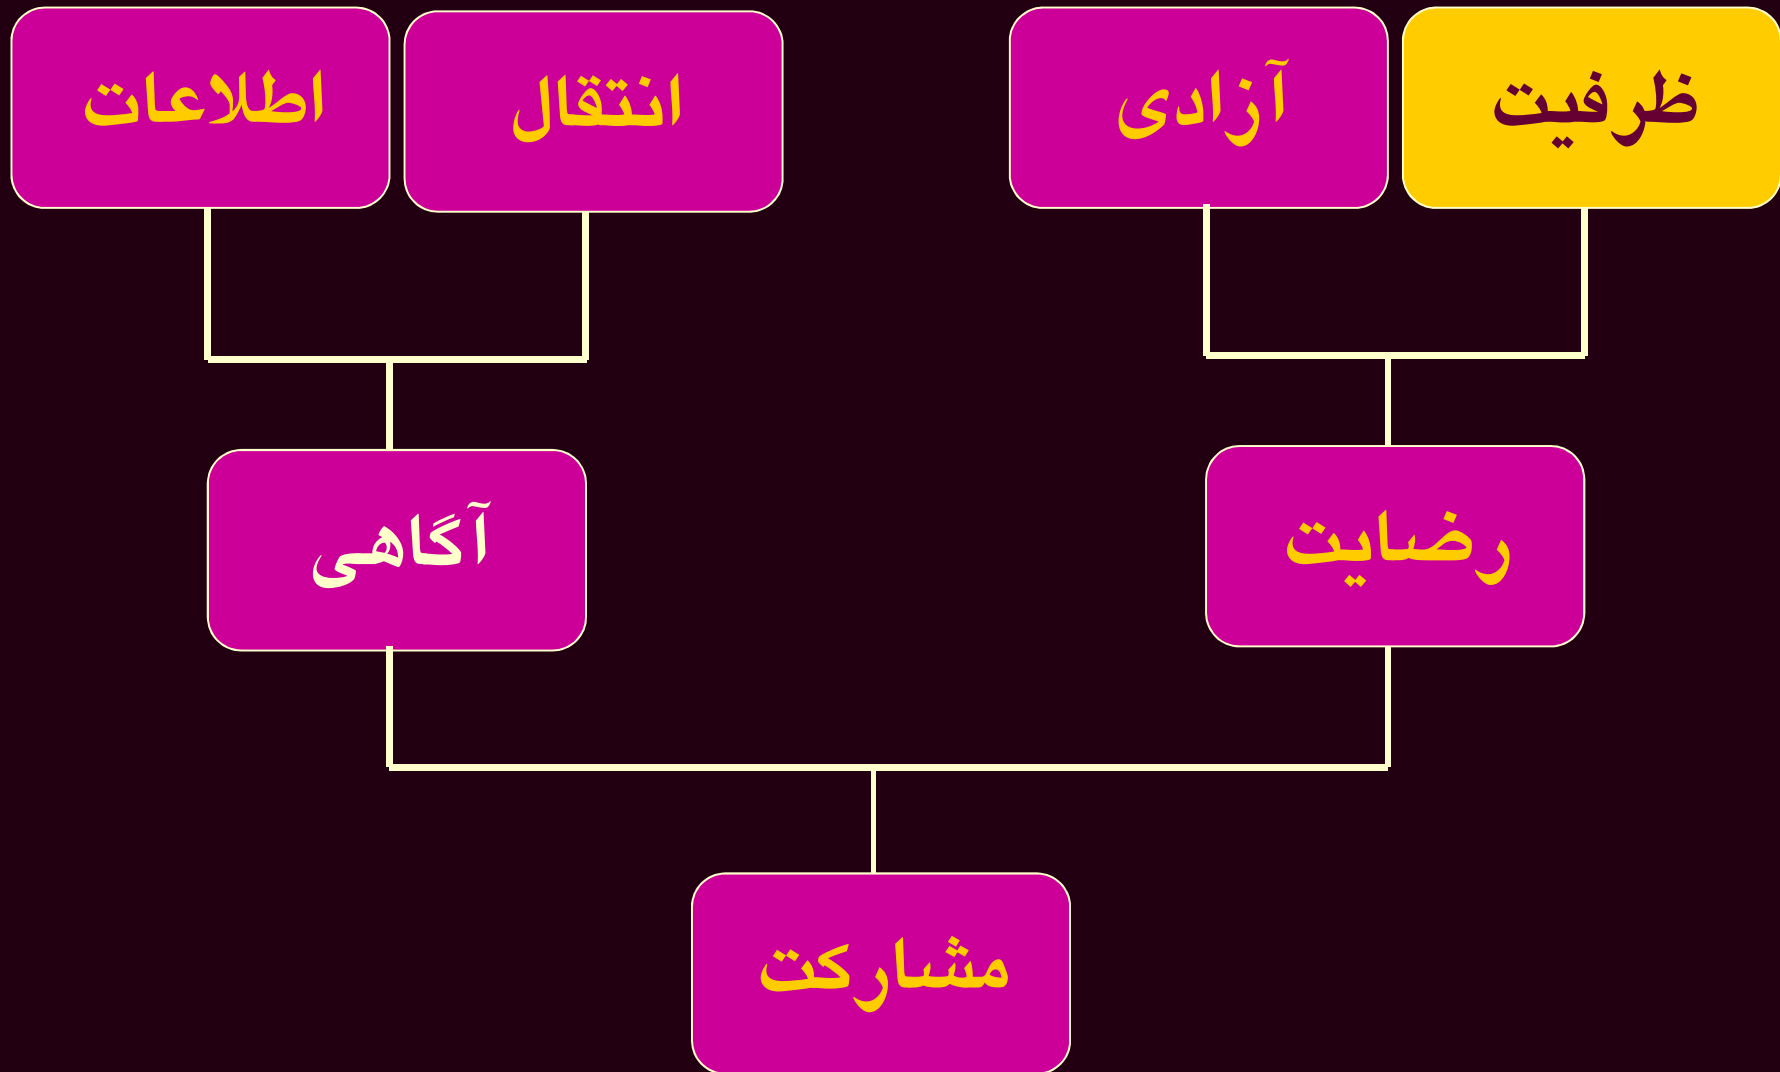 ظرفیت
آزادی
انتقال
اطلاعات
رضایت
آگاهی
مشارکت